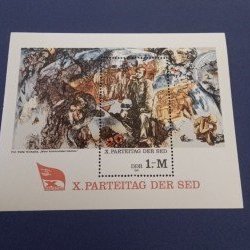 X. PARTEITAG DER SED
DDR 1.-M
X. PARTEITAG DER SED